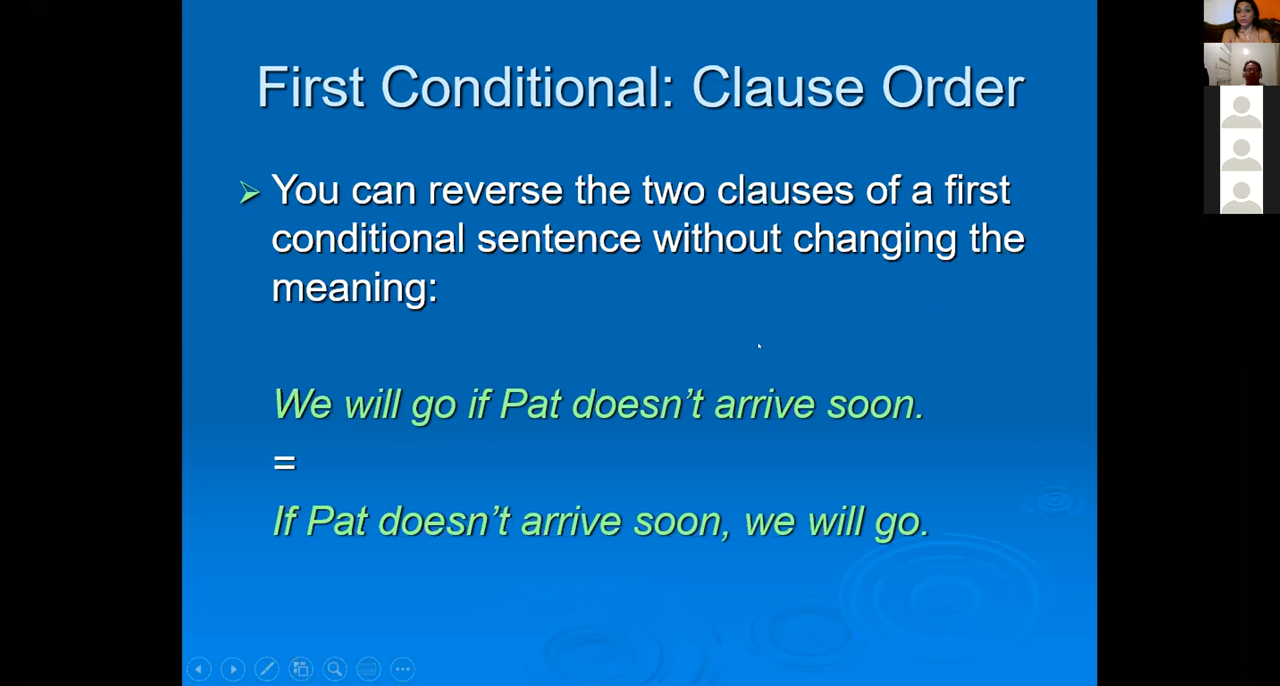 First Conditional: Clause Order
You can reverse the two clauses of a first
conditional sentence without changing the
meaning:
We will go if Pat doesn’t arrive soon.
=
If Pat doesn’t arrive soon, we will go.